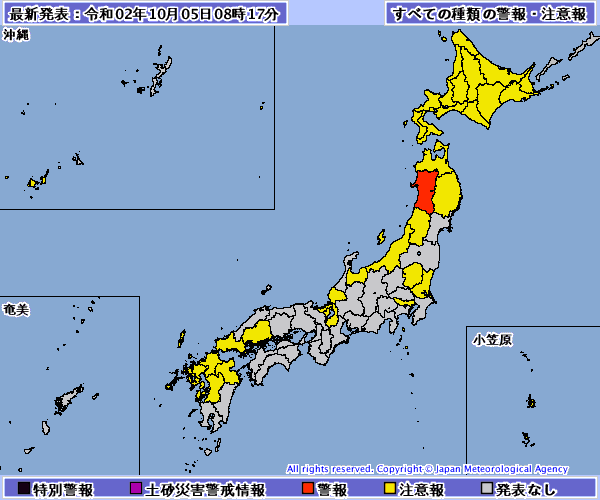 最新発表：令和02年10月05日08時17分
すべての種類の警報・注意報
沖縄
奄美
小笠原
All rights reserved. Copyright © Japan Meteorological Agency
特別警報 土砂災害警戒情報 警報 注意報 発表なし